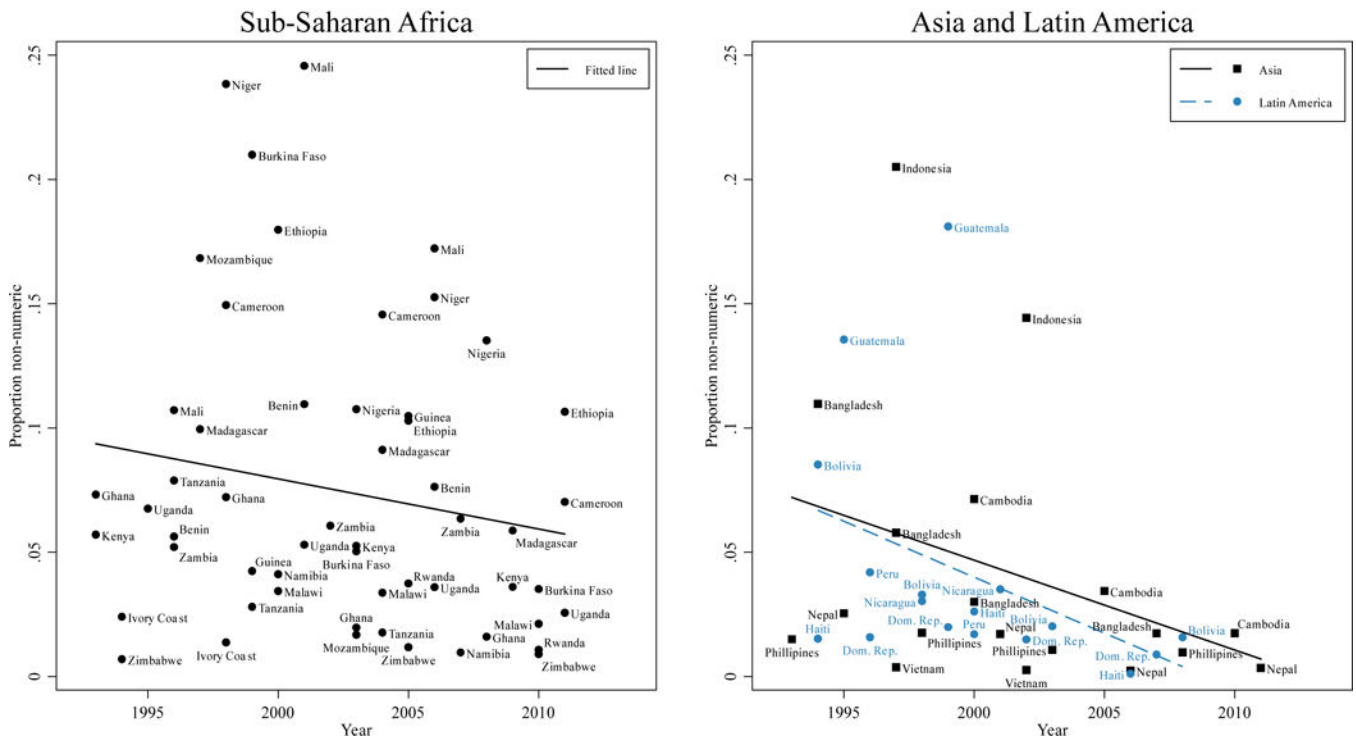 Sub-Saharan Africa
Proportion non-numeric
.25
.2
.15
.1
.05
0
Fitted line
Mali
Niger
Burkina Faso
Ethiopia
Mali
Mozambique
Niger
Cameroon
Cameroon
Nigeria
Benin
Mali
Nigeria
Guinea
Ethiopia
Ethiopia
Madagascar
Madagascar
Tanzania
Benin
Ghana
Ghana
Cameroon
Uganda
Zambia
Zambia
Madagascar
Kenya
Benin
Zambia
Uganda
Kenya
Burkina Faso
Guinea
Namibia
Malawi
Rwanda
Malawi
Uganda
Kenya
Burkina Faso
Tanzania
Ivory Coast
Uganda
Ghana
Mozambique
Tanzania
Malawi
Ghana
Ivory Coast
Zimbabwe
Zimbabwe
Namibia
Rwanda
Zimbabwe
1995
2000
2005
2010
Year
Asia and Latin America
Proportion non-numeric
.25
.2
.15
.1
.05
0
Asia
Latin America
Indonesia
Guatemala
Indonesia
Guatemala
Bangladesh
Bolivia
Cambodia
Bangladesh
Peru
Bolivia
Nicaragua
Nicaragua
Cambodia
Bangladesh
Haiti
Nepal
Dom. Rep.
Peru
Bolivia
Bangladesh
Cambodia
Haiti
Phillipines
Dom. Rep.
Phillipines
Nepal
Dom. Rep.
Phillipines
Bolivia
Phillipines
Dom. Rep.
Vietnam
Vietnam
Haiti
Nepal
Nepal
1995
2000
2005
2010
Year